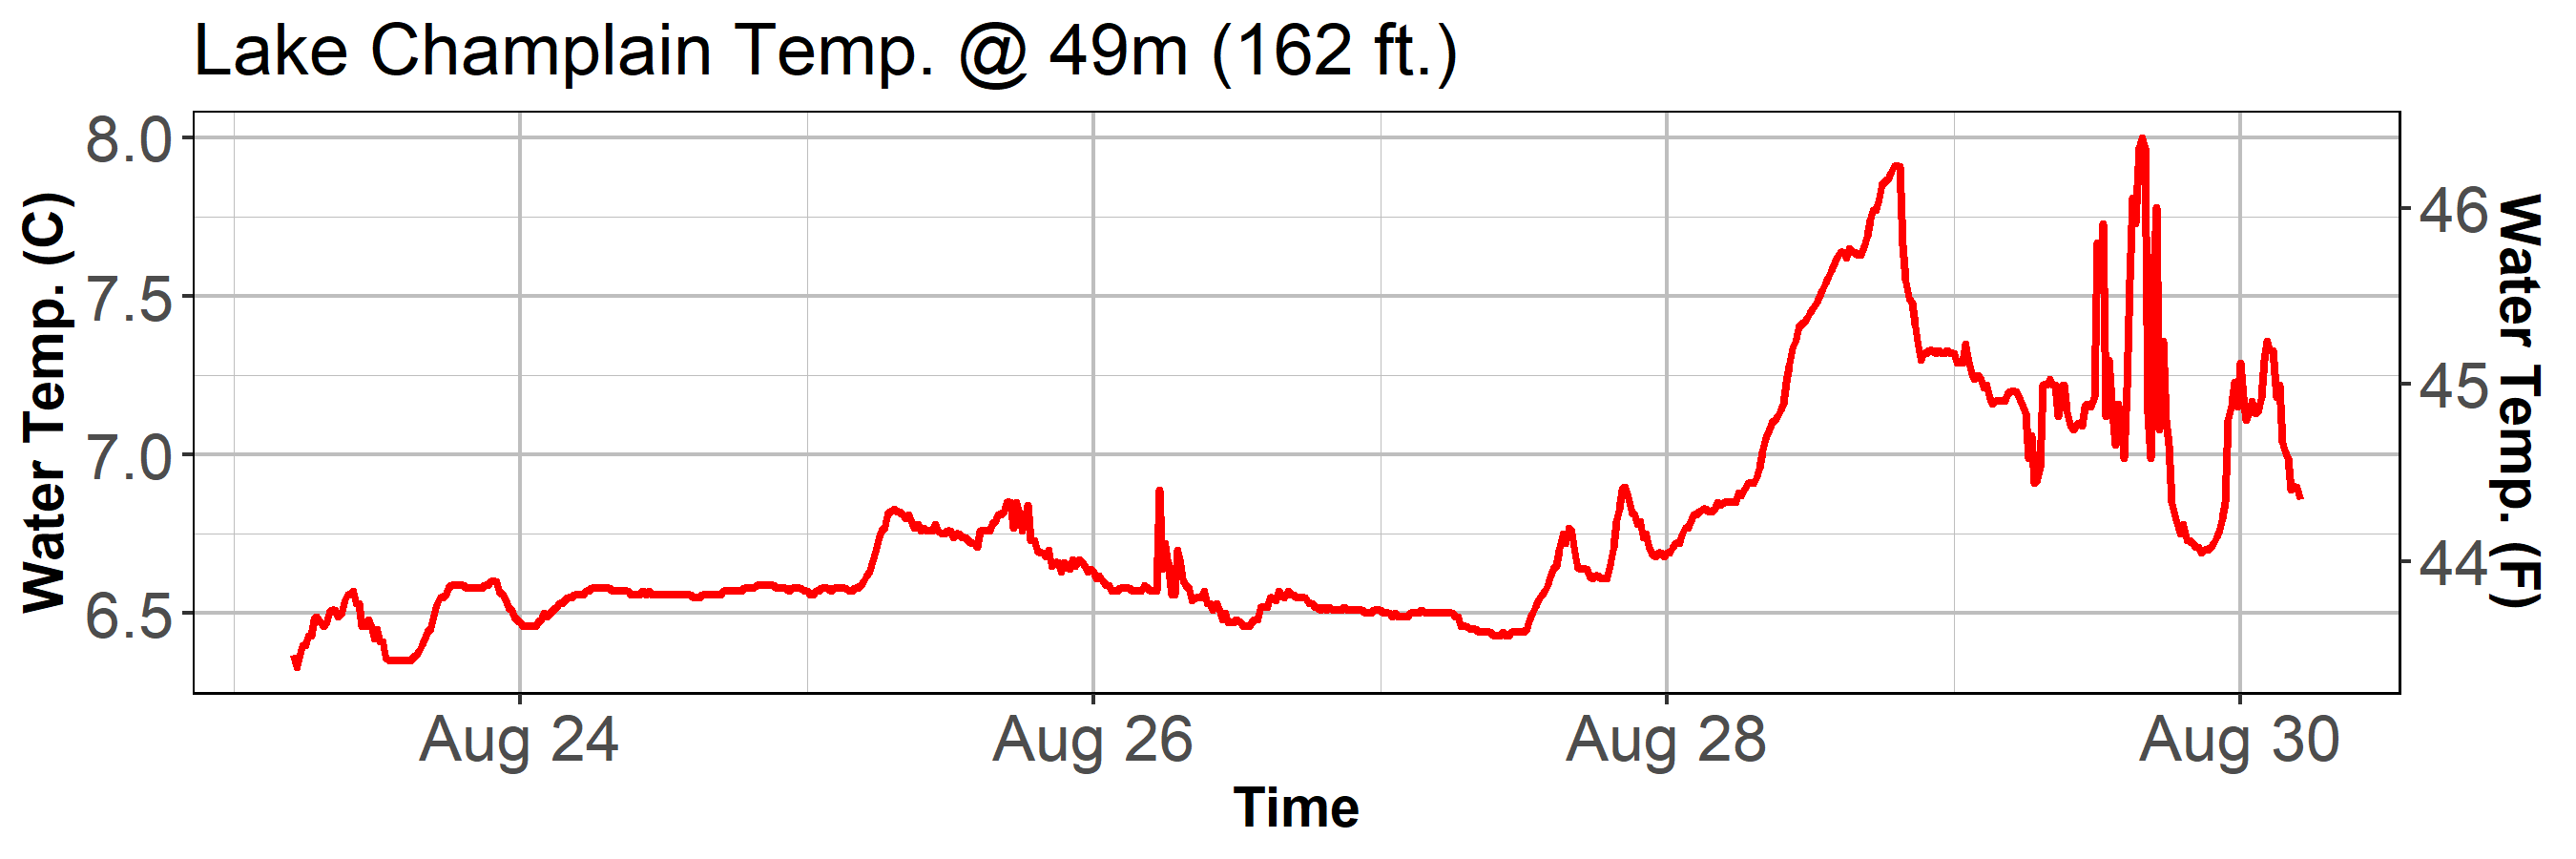 Lake Champlain Temp. @ 49m (162 ft.)
Water Temp. (C)
8.0
7.5
7.0
6.5
46
45
44
Water Temp. (F)
Aug 24 Aug 26 Aug 28 Aug 30
Time